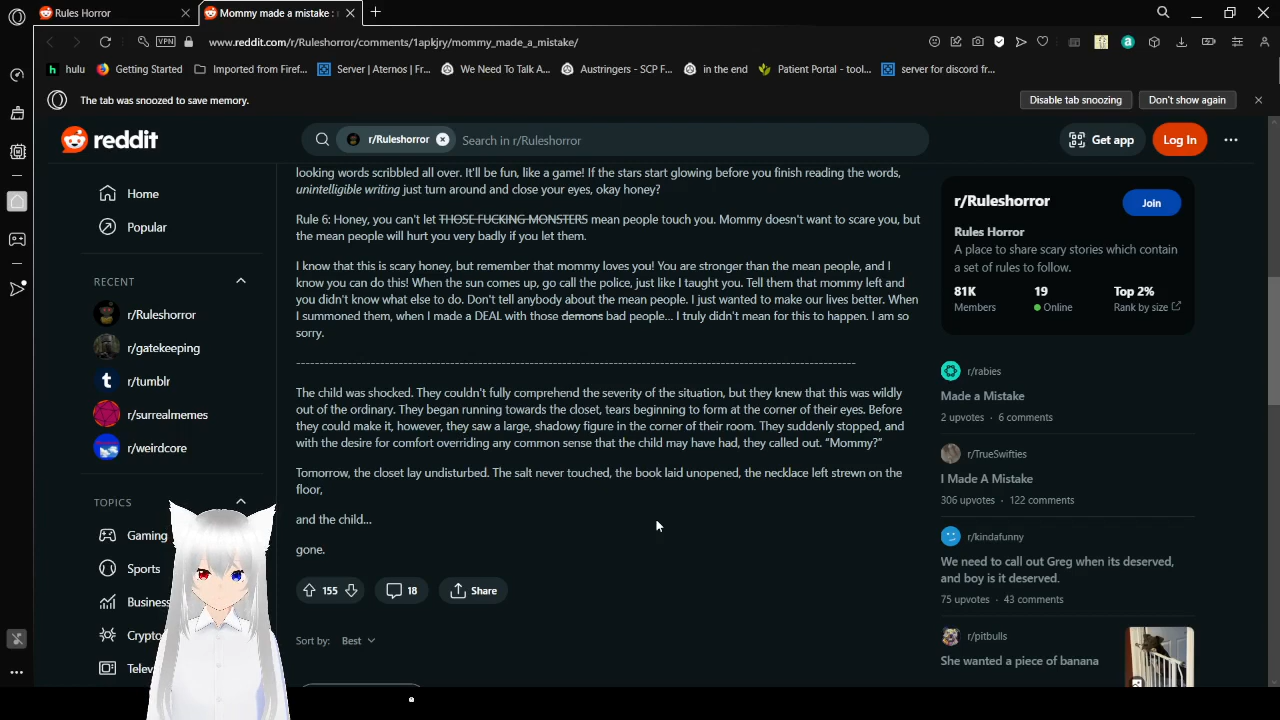 Rules Horror
Mommy made a mistake :
VPN
www.reddit.com/r/Ruleshorror/comments/1apkjry/mommy_made_a_mistake/
hulu
Getting Started
Imported from Firef...
Server | Aternos | Fr...
We Need To Talk A...
Austringers - SCP F...
in the end
Patient Portal - tool...
server for discord fr...
The tab was snoozed to save memory.
Disable tab snoozing
Don't show again
reddit
r/Ruleshorror
Search in r/Ruleshorror
Get app
Log In
Home
Popular
RECENT
r/Ruleshorror
r/gatekeeping
r/tumblr
r/surrealmemes
r/weirdcore
TOPICS
Gaming
Sports
Business
Crypto
Telev
looking words scribbled all over. It'll be fun, like a game! If the stars start glowing before you finish reading the words,
unintelligible writing just turn around and close your eyes, okay honey?
Rule 6: Honey, you can't let THOSE FUCKING MONSTERS mean people touch you. Mommy doesn't want to scare you, but
the mean people will hurt you very badly if you let them.
I know that this is scary honey, but remember that mommy loves you! You are stronger than the mean people, and I
know you can do this! When the sun comes up, go call the police, just like I taught you. Tell them that mommy left and
you didn't know what else to do. Don't tell anybody about the mean people. I just wanted to make our lives better. When
I summoned them, when I made a DEAL with those demons bad people... I truly didn't mean for this to happen. I am so
sorry.
----------------------------------------------------------------------------------------------------------------
The child was shocked. They couldn't fully comprehend the severity of the situation, but they knew that this was wildly
out of the ordinary. They began running towards the closet, tears beginning to form at the corner of their eyes. Before
they could make it, however, they saw a large, shadowy figure in the corner of their room. They suddenly stopped, and
with the desire for comfort overriding any common sense that the child may have had, they called out. “Mommy?”
Tomorrow, the closet lay undisturbed. The salt never touched, the book laid unopened, the necklace left strewn on the
floor,
and the child...
gone.
155
18
Share
Sort by: Best
r/Ruleshorror
Join
Rules Horror
A place to share scary stories which contain
a set of rules to follow.
81K
19
Top 2%
Members
Online
Rank by size
r/rabies
Made a Mistake
2 upvotes · 6 comments
r/TrueSwifties
I Made A Mistake
306 upvotes · 122 comments
r/kindafunny
We need to call out Greg when its deserved,
and boy is it deserved.
75 upvotes · 43 comments
r/pitbulls
She wanted a piece of banana